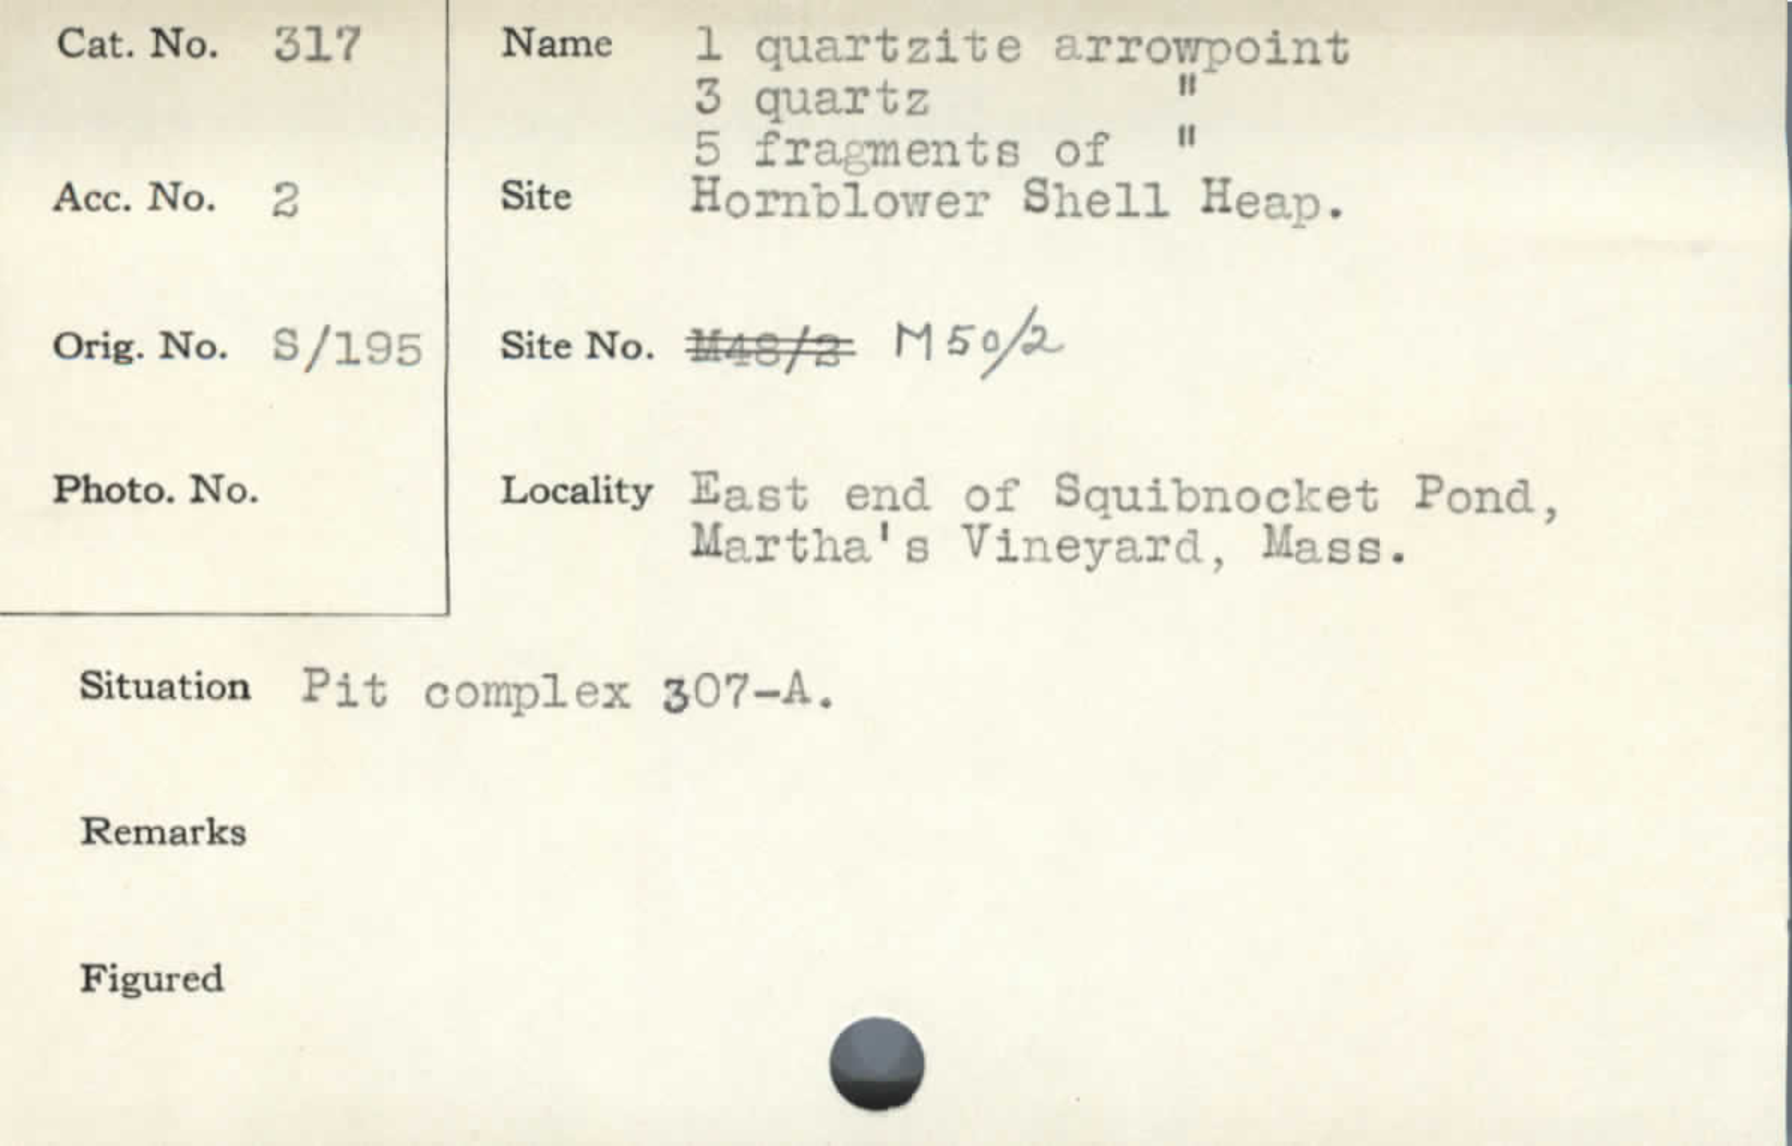 Cat. No. 317
Name 1 quartzite arrowpoint
3 quartz "
5 fragments of "
Acc. No. 2
Site Hornblower Shell Heap.
Orig. No. S/195
Site No. M48/2 M50/2
Photo. No.
Locality East end of Squibnocket Pond,
Martha's Vineyard, Mass.
Situation Pit complex 307-A.
Remarks
Figured